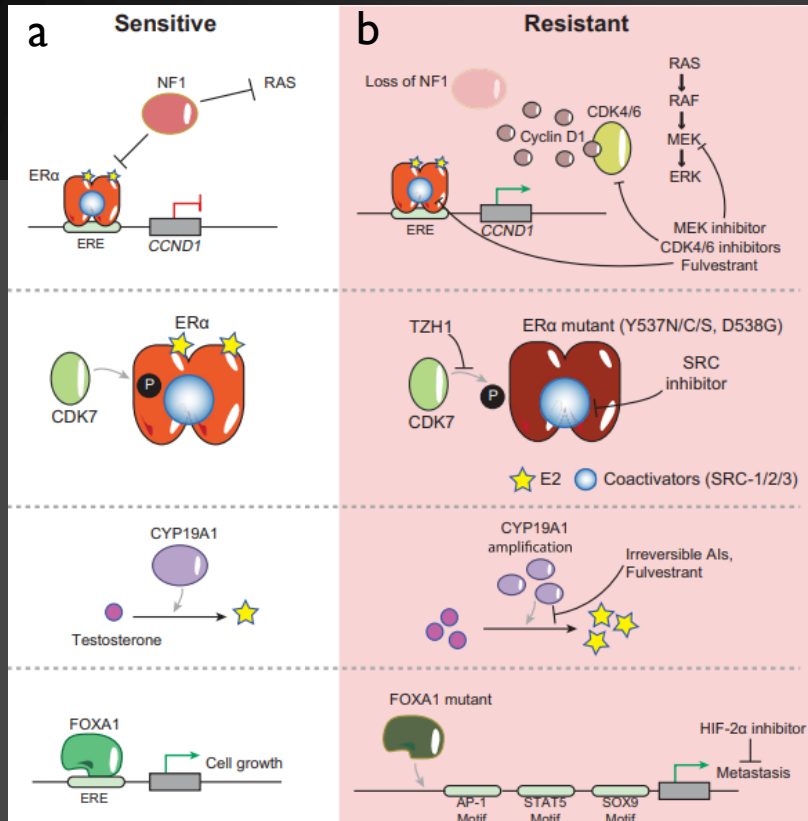 a
Sensitive
b
Resistant
NF1
RAS
ERα
ERE
CCND1
Loss of NF1
Cyclin D1
CDK4/6
RAS
RAF
MEK
ERK
ERE
CCND1
MEK inhibitor
CDK4/6 inhibitors
Fulvestrant
ERα
P
CDK7
TZH1
ERα mutant (Y537N/C/S, D538G)
P
CDK7
SRC
inhibitor
E2
Coactivators (SRC-1/2/3)
CYP19A1
Testosterone
CYP19A1
amplification
Irreversible AIs,
Fulvestrant
FOXA1
ERE
Cell growth
FOXA1 mutant
AP-1
Motif
STAT5
Motif
SOX9
Motif
HIF-2α inhibitor
Metastasis